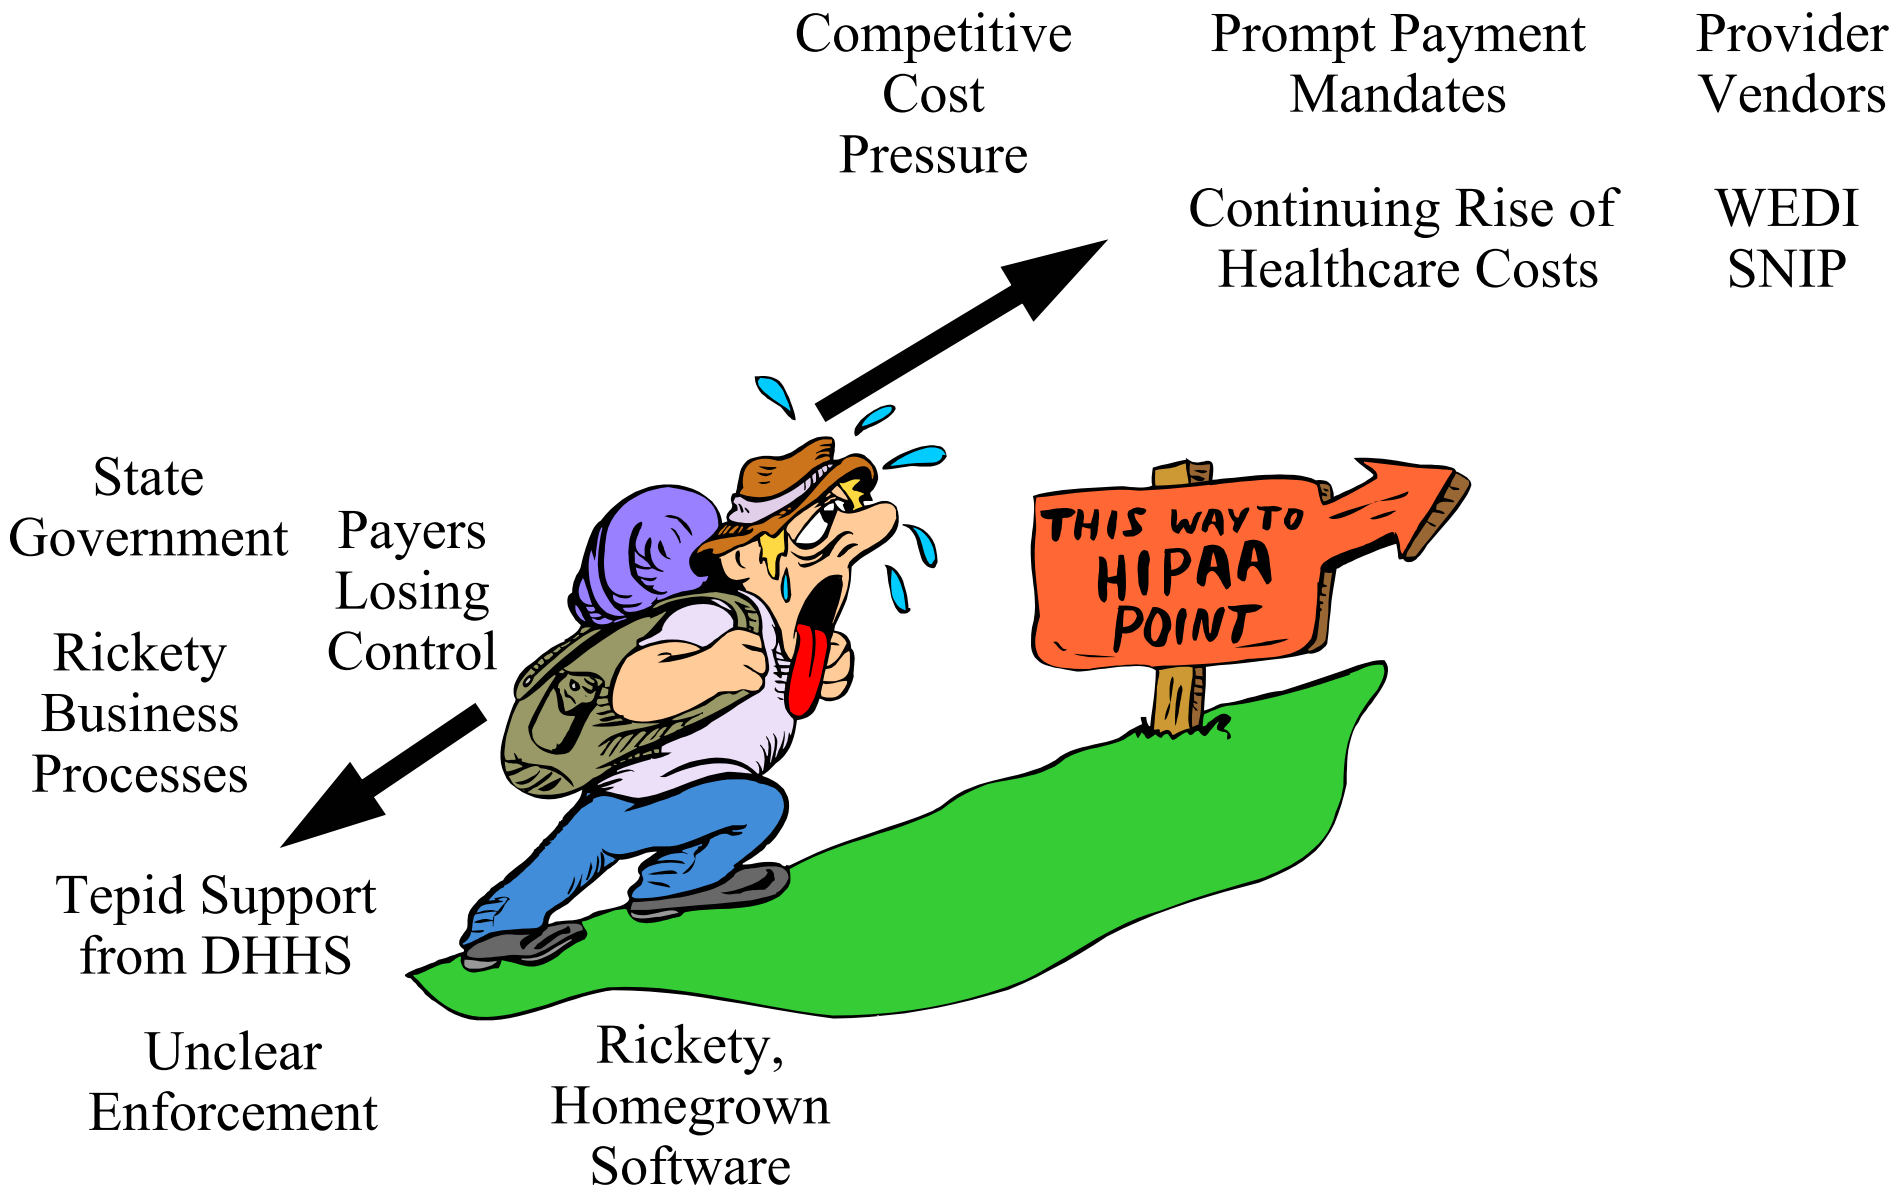 Competitive
Cost
Pressure
Prompt Payment
Mandates
Provider
Vendors
Continuing Rise of
Healthcare Costs
WEDI
SNIP
State
Government
Payers
Losing
Control
THIS WAY TO
HIPAA
POINT
Rickety
Business
Processes
Tepid Support
from DHHS
Unclear
Enforcement
Rickety,
Homegrown
Software